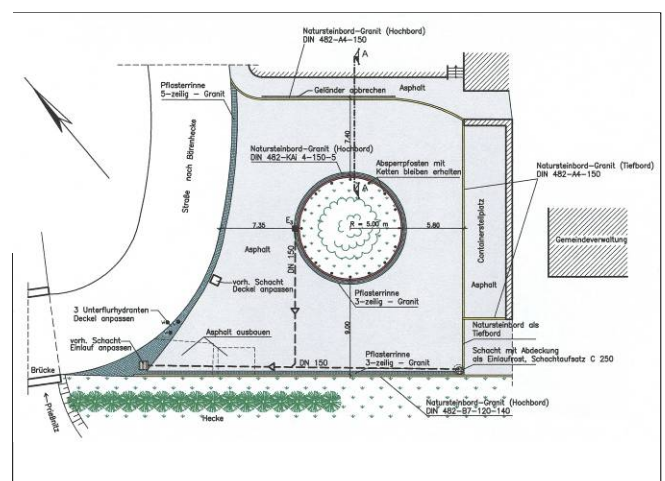 Natursteinbord-Granit (Hochbord)
DIN 482-A4-150
A
Asphalt
Pflasterrinne
5-zeilig - Granit
Geländer abbrechen
Straße nach Bärenhecke
7.40
Natursteinbord-Granit (Hochbord)
DIN 482-KAi 4-150-5
Absperrpfosten mit
Ketten bleiben erhalten
A
Natursteinbord-Granit (Tiefbord)
DIN 482-A4-150
7.35
R = 5.00 m
5.80
Containerstellplatz
Gemeindeverwaltung
Asphalt
DN 150
Asphalt
vorh. Schacht
Deckel anpassen
Pflasterrinne
3-zeilig - Granit
3 Unterflurhydranten
Deckel anpassen
Asphalt ausbauen
9.00
Natursteinbord als
Tiefbord
vorh. Schacht
Einlauf anpassen
Schacht mit Abdeckung
als Einlaufrost, Schachtaufsatz C 250
DN 150
Pflasterrinne
3-zeilig - Granit
Brücke
Prießnitz
Hecke
Natursteinbord-Granit (Hochbord)
DIN 482-B7-120-140